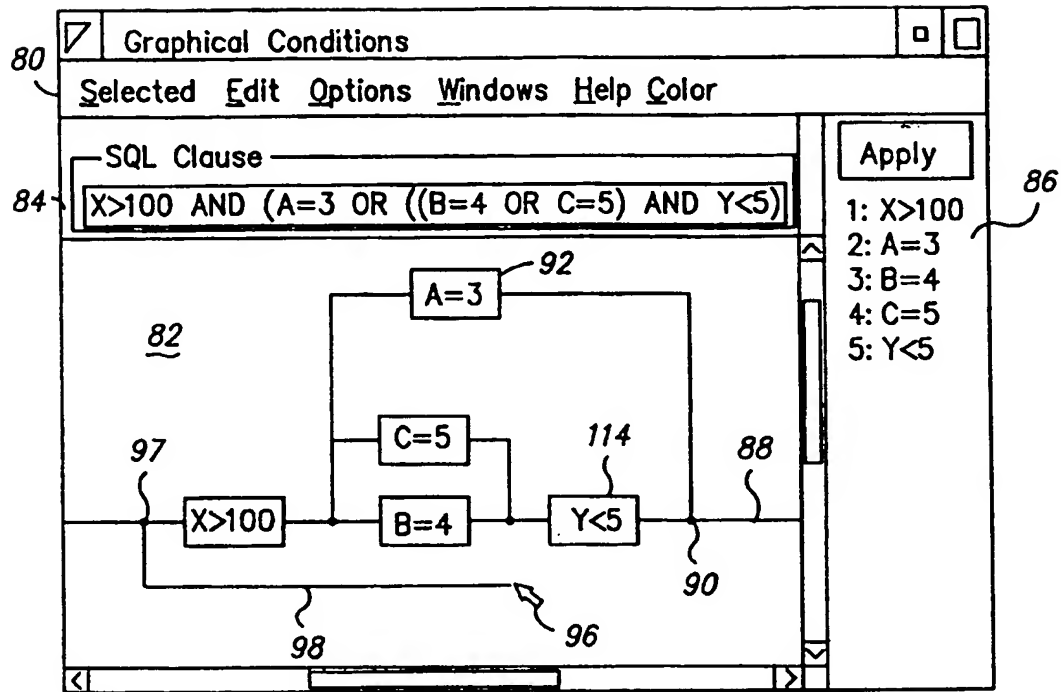 Graphical Conditions
80
Selected Edit Options Windows Help Color
SQL Clause
Apply
84
X>100 AND (A=3 OR ((B=4 OR C=5) AND Y<5)
86
1: X>100
2: A=3
3: B=4
4: C=5
5: Y<5
92
A=3
82
C=5
114
88
97
X>100
B=4
Y<5
90
98
96